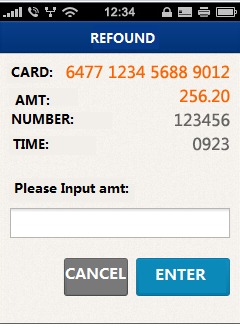 12:34
REFOUND
CARD: 6477 1234 5688 9012
AMT: 256.20
NUMBER: 123456
TIME: 0923
Please Input amt:
CANCEL ENTER